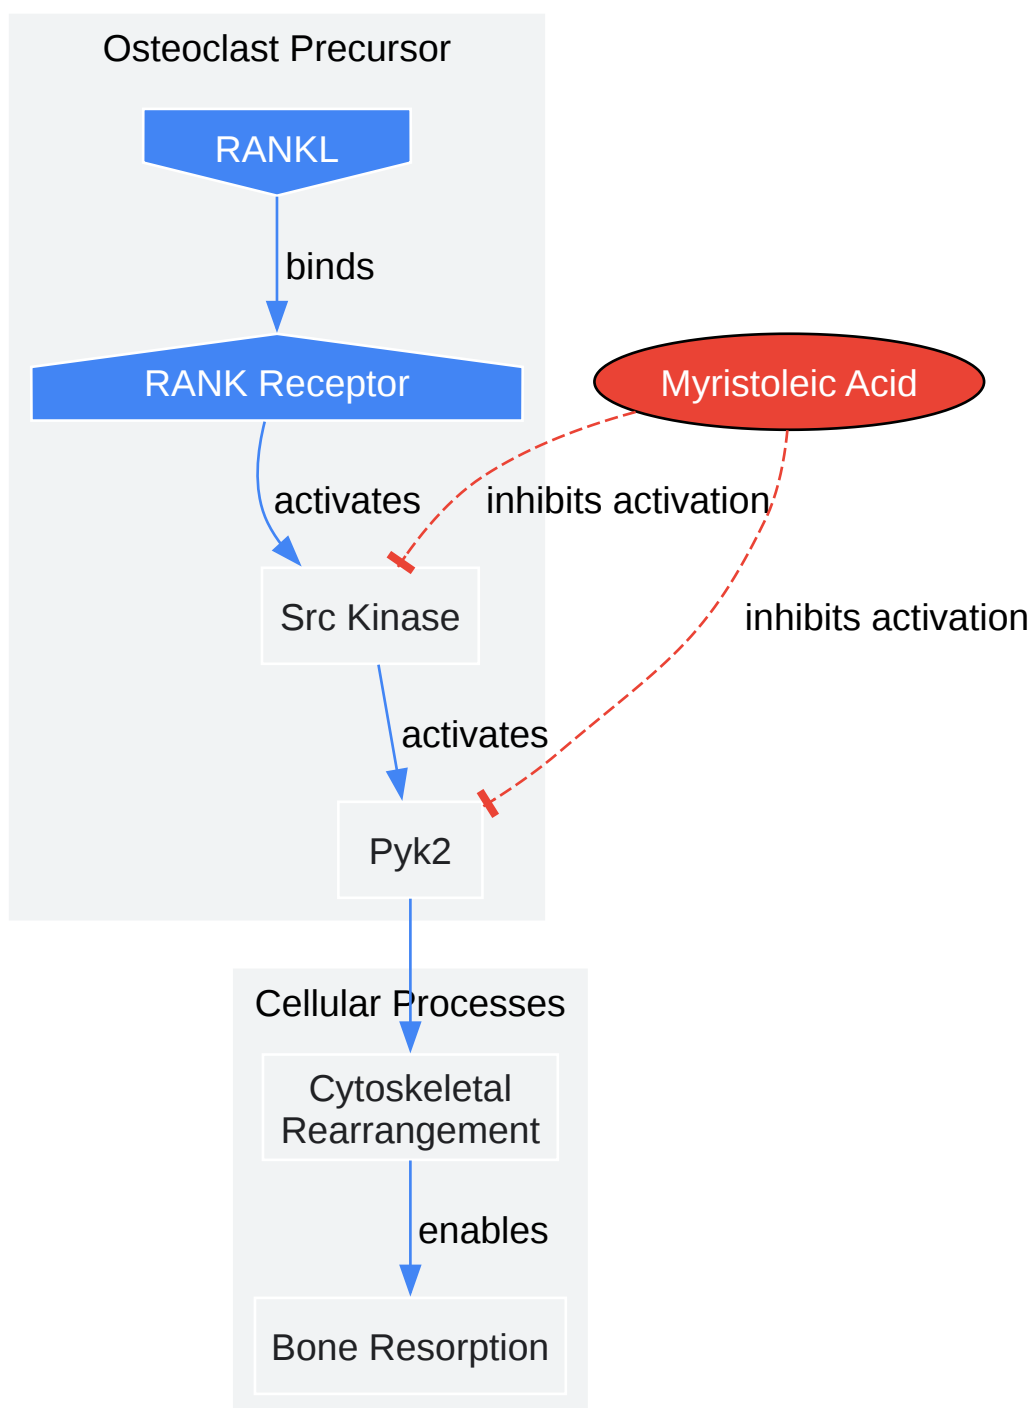 Osteoclast Precursor
RANKL
binds
RANK Receptor
Myristoleic Acid
activates
inhibits activation
Src Kinase
inhibits activation
activates
Pyk2
Cellular Processes
Cytoskeletal
Rearrangement
enables
Bone Resorption